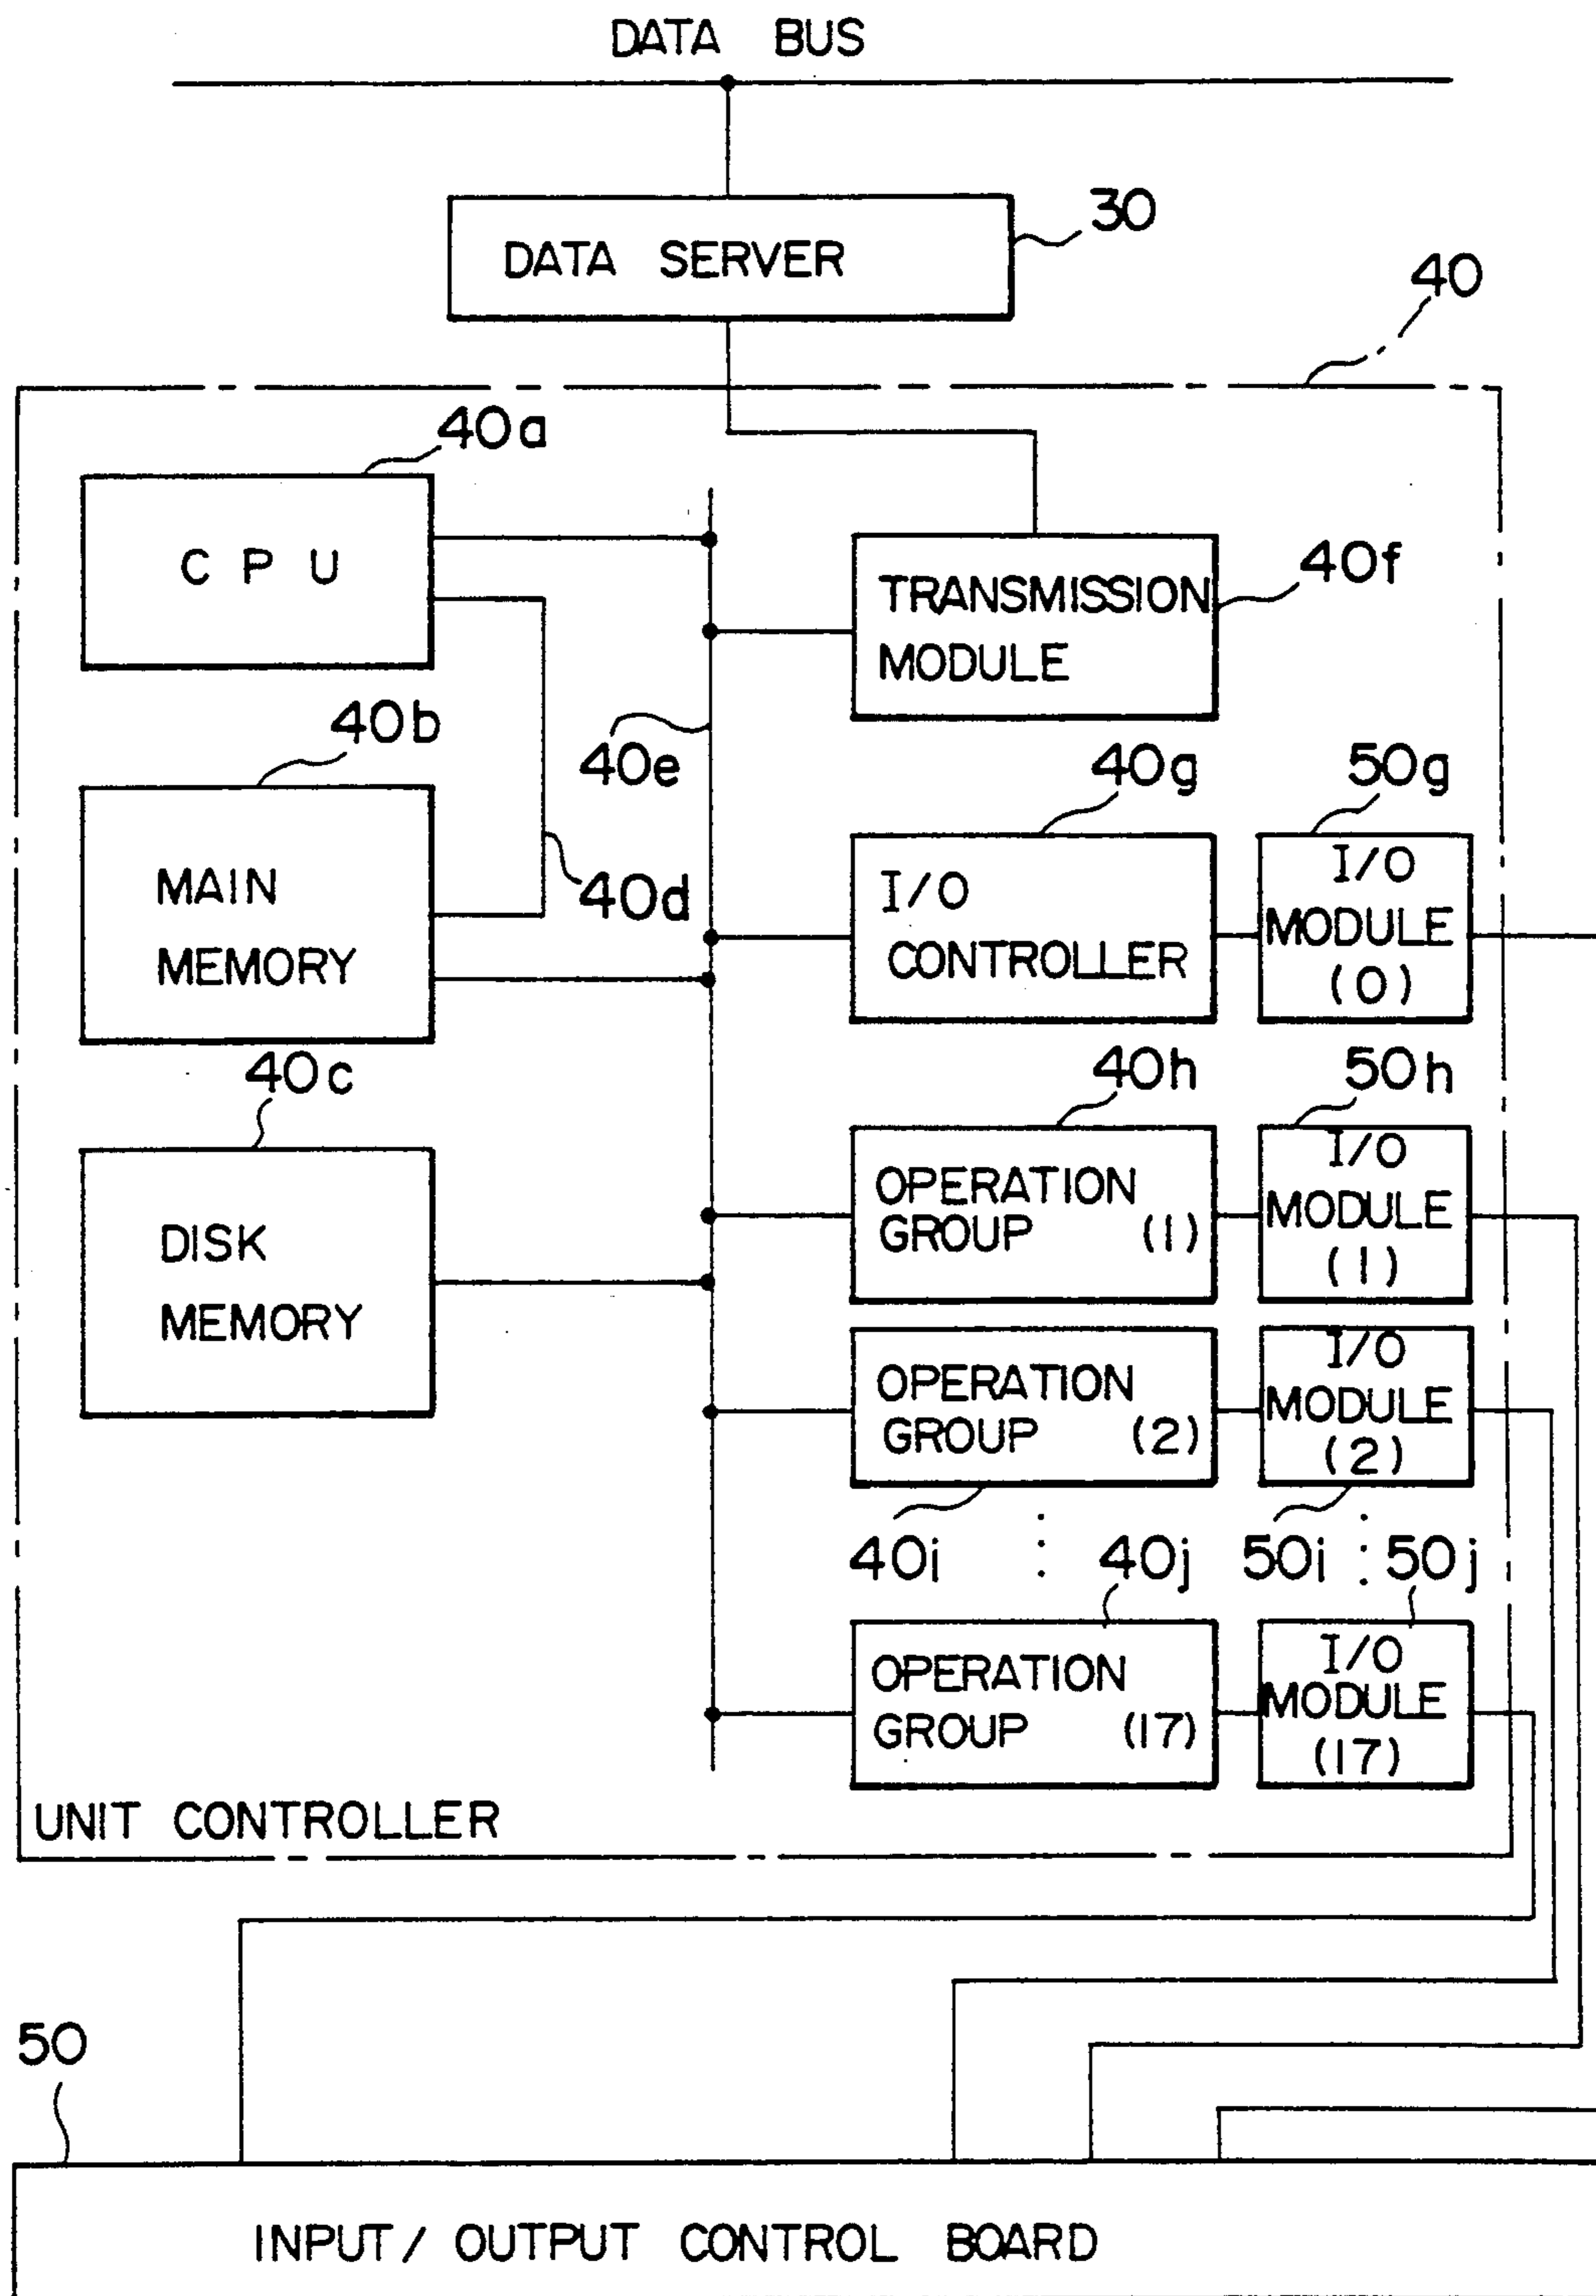 DATA BUS
DATA SERVER
30
40
40a
CPU
40f
TRANSMISSION
MODULE
40b
40e
40d
MAIN
MEMORY
40g
50g
I/O
CONTROLLER
I/O
MODULE
(0)
40c
40h
50h
DISK
MEMORY
OPERATION
GROUP (1)
I/O
MODULE
(1)
OPERATION
GROUP (2)
I/O
MODULE
(2)
40i
40j
50i
50j
OPERATION
GROUP (17)
I/O
MODULE
(17)
UNIT CONTROLLER
50
INPUT/OUTPUT CONTROL BOARD